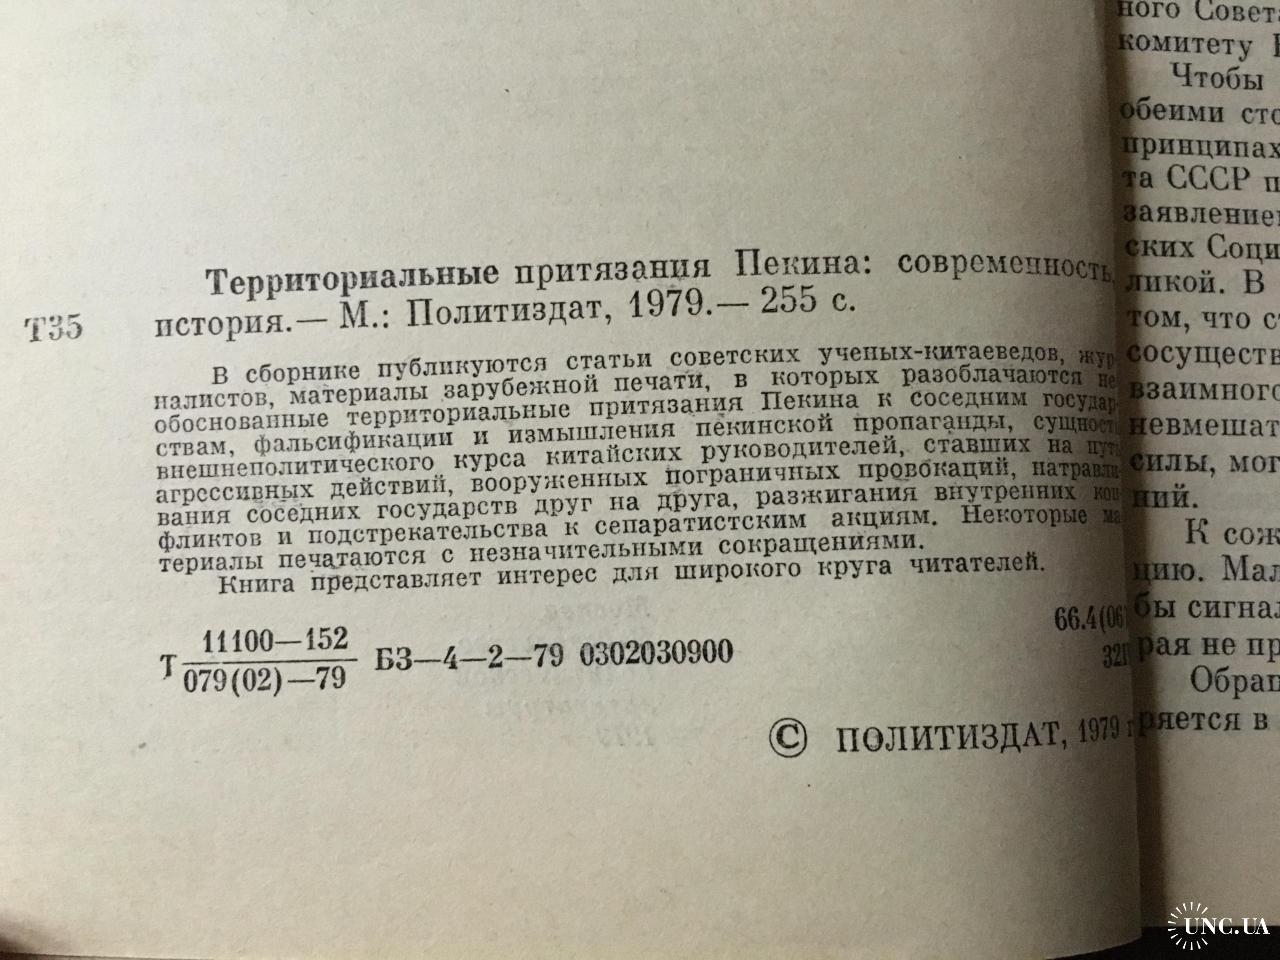 Территориальные притязания Пекина: современность,
Т35 история.— М.: Политиздат, 1979.— 255 с.
В сборнике публикуются статьи советских ученых-китаеведов, жур-
налистов, материалы зарубежной печати, в которых разоблачаются не-
обоснованные территориальные притязания Пекина к соседним государ-
ствам, фальсификации и измышления пекинской пропаганды, сущность
внешнеполитического курса китайских руководителей, ставших на путь
агрессивных действий, вооруженных пограничных провокаций, натравли-
вания соседних государств друг на друга, разжигания внутренних кон-
фликтов и подстрекательства к сепаратистским акциям. Некоторые ма-
териалы печатаются с незначительными сокращениями.
Книга представляет интерес для широкого круга читателей.
Т 11100—152
079(02)—79 БЗ—4—2—79 0302030900
66.4(06)
© ПОЛИТИЗДАТ, 1979 г
ного Совет
комитету
Чтобы
обеими сто
принципах
та СССР п
заявление
ских Соци
ликой. В
том, что с
сосуществ
взаимного
невмешат
силы, мог
ний.
К сож
цию. Мал
бы сигнал
рая не пр
Обращ
ряется в
UNC.UA